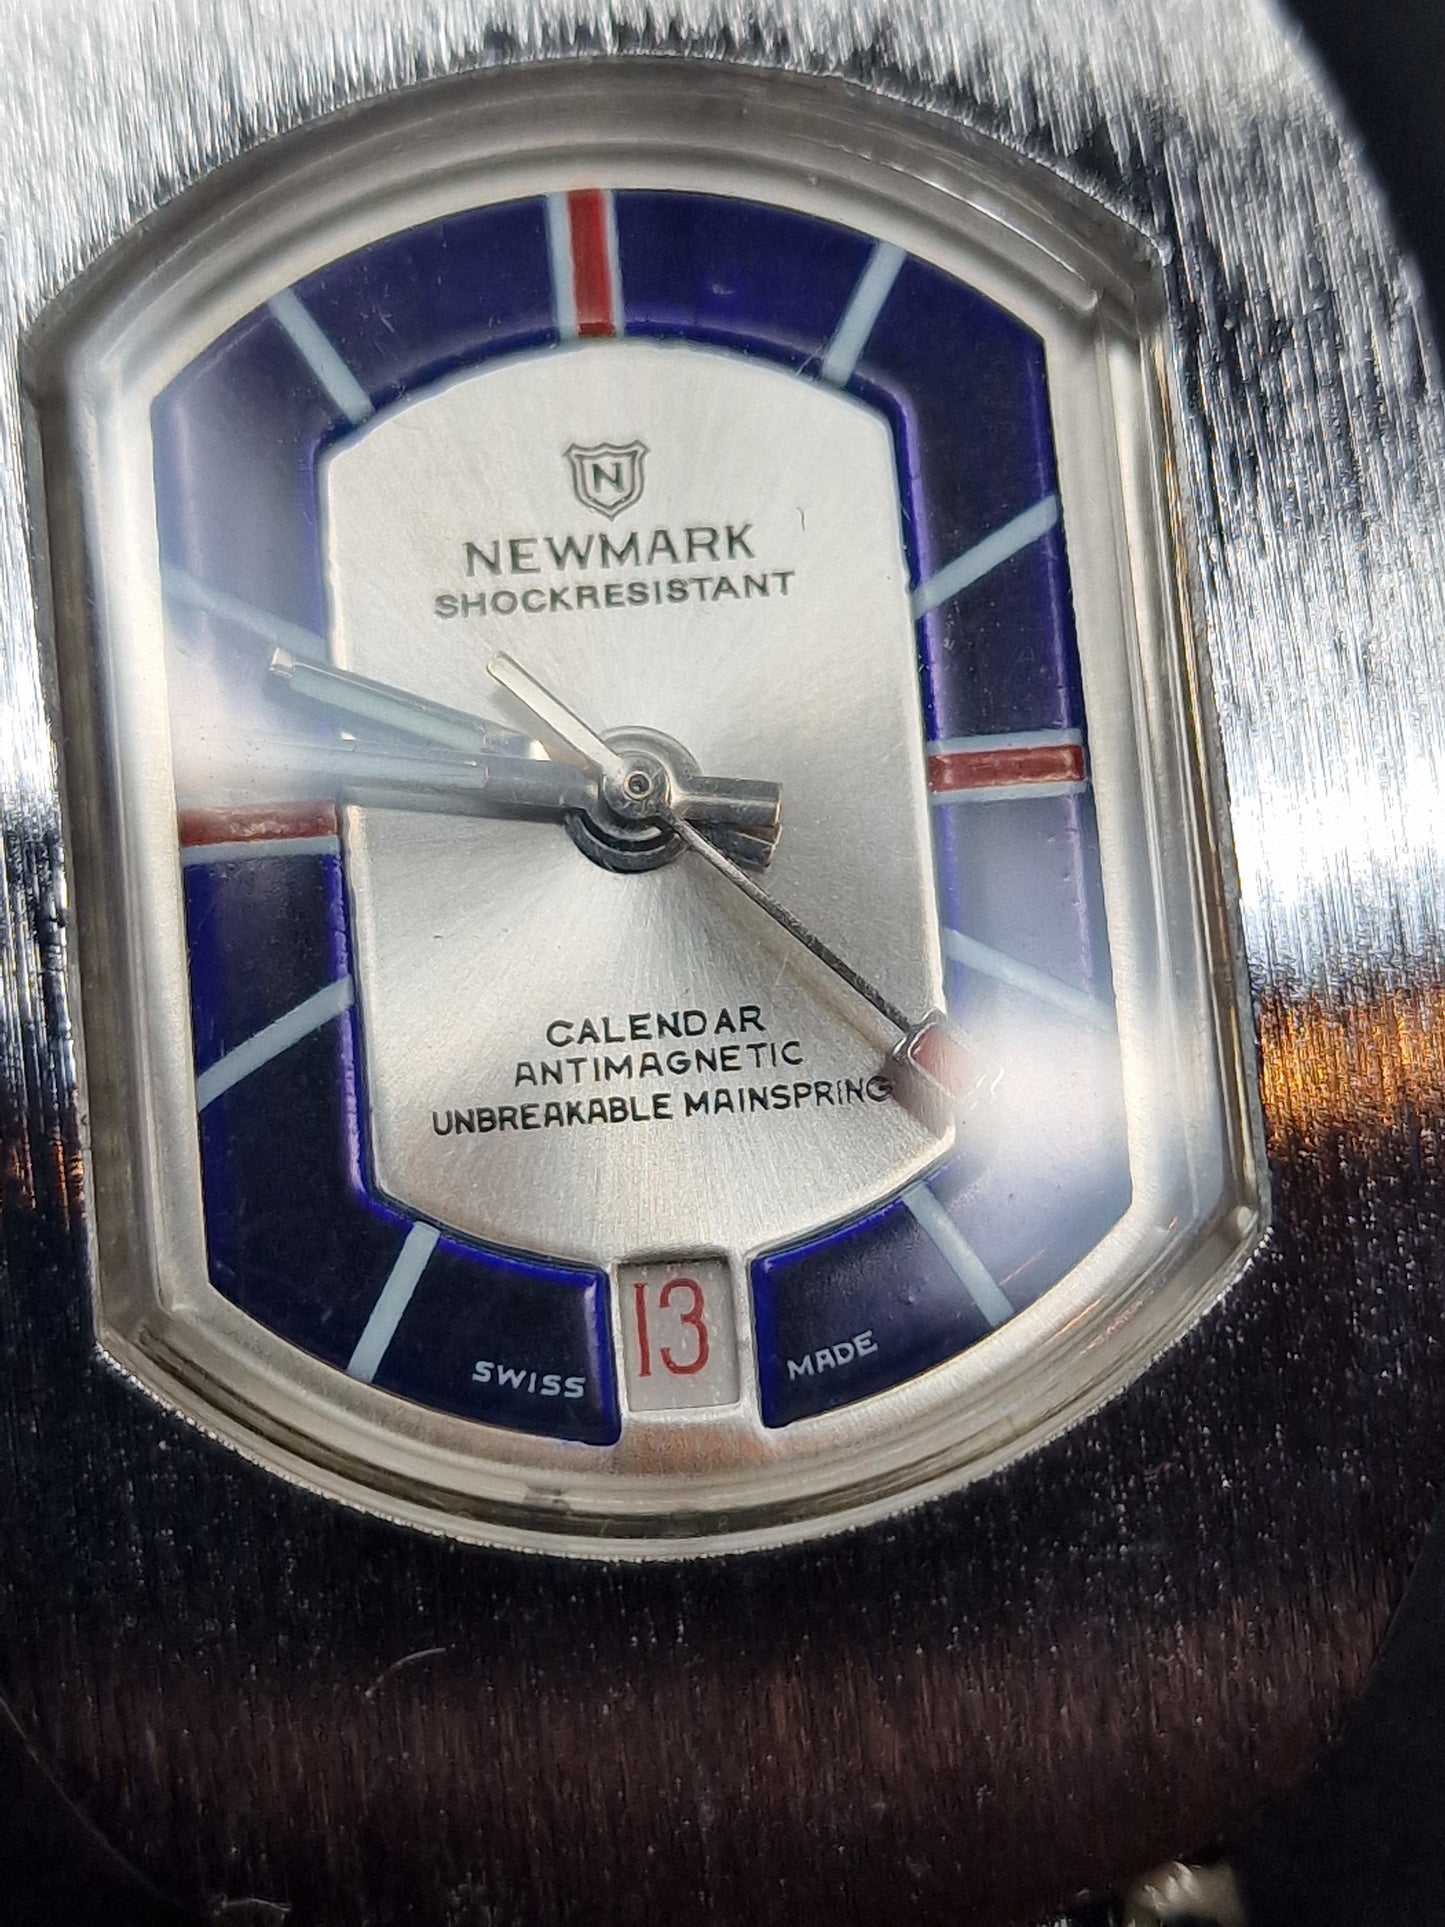 N
NEWMARK
SHOCKRESISTANT
CALENDAR
ANTIMAGNETIC
UNBREAKABLE MAINSPRING
13
SWISS MADE